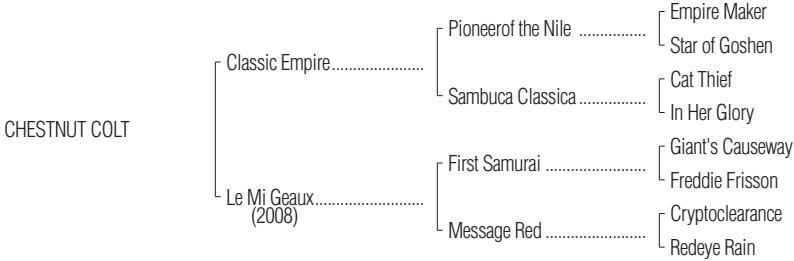 Empire Maker
Pioneerof the Nile ................
Star of Goshen
Classic Empire......................
Cat Thief
Sambuca Classica ................
In Her Glory
CHESTNUT COLT
Giant's Causeway
First Samurai ........................
Freddie Frisson
Le Mi Geaux..........................
(2008)
Cryptoclearance
Message Red ........................
Redeye Rain